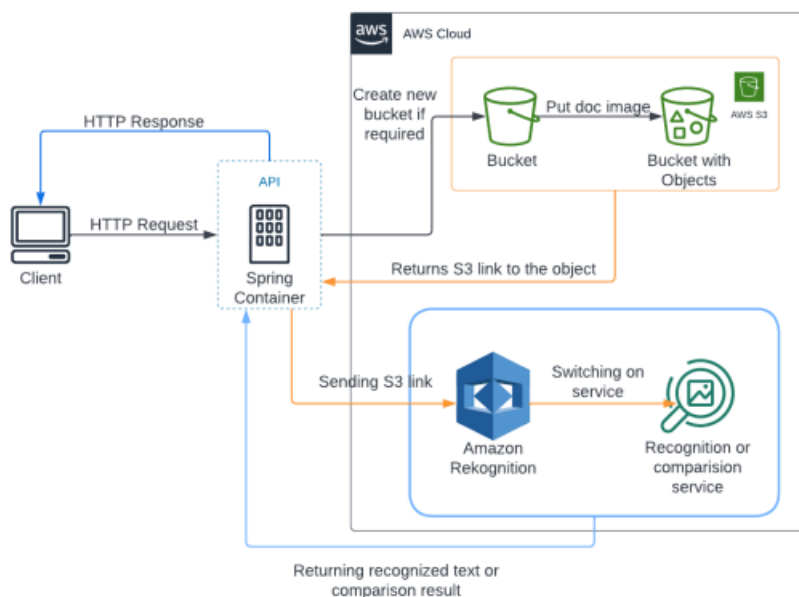 aws
AWS Cloud
Create new
bucket if
required
Put doc image
AWS S3
Bucket
Bucket with
Objects
HTTP Response
API
HTTP Request
Client
Spring
Container
Returns S3 link to the object
Sending S3 link
Switching on
service
Amazon
Rekognition
Recognition or
comparision
service
Returning recognized text or
comparison result